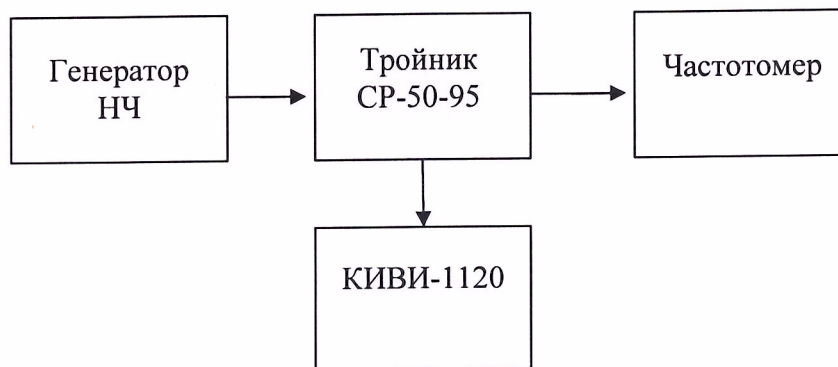 Генератор
НЧ
Тройник
СР-50-95
Частотомер
КИВИ-1120